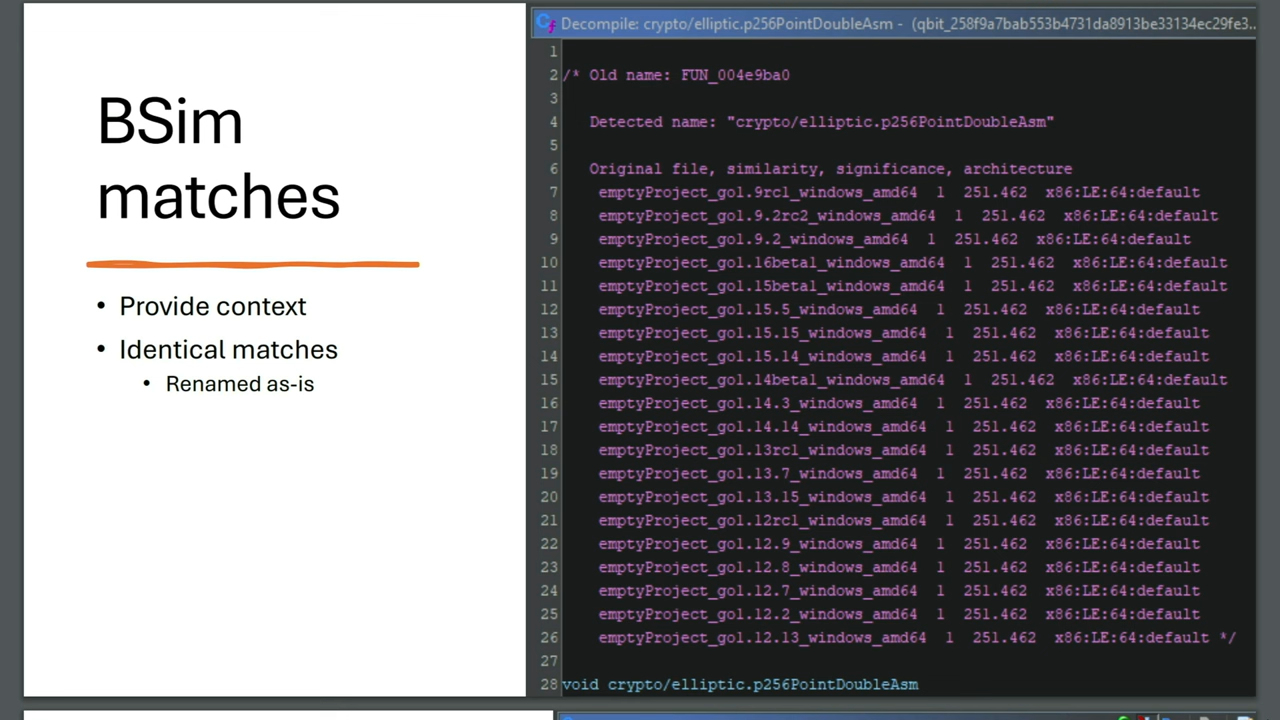 BSim
matches
• Provide context
• Identical matches
• Renamed as-is
Decompile: crypto/elliptic.p256PointDoubleAsm - (qbit_258f9a7bab553b4731da8913be33134ec29fe3...
1
2 /* Old name: FUN_004e9ba0
3
4 Detected name: "crypto/elliptic.p256PointDoubleAsm"
5
6 Original file, similarity, significance, architecture
7 emptyProject_go1.9rc1_windows_amd64 1 251.462 x86:LE:64:default
8 emptyProject_go1.9.2rc2_windows_amd64 1 251.462 x86:LE:64:default
9 emptyProject_go1.9.2_windows_amd64 1 251.462 x86:LE:64:default
10 emptyProject_go1.16beta1_windows_amd64 1 251.462 x86:LE:64:default
11 emptyProject_go1.15beta1_windows_amd64 1 251.462 x86:LE:64:default
12 emptyProject_go1.15.5_windows_amd64 1 251.462 x86:LE:64:default
13 emptyProject_go1.15.15_windows_amd64 1 251.462 x86:LE:64:default
14 emptyProject_go1.15.14_windows_amd64 1 251.462 x86:LE:64:default
15 emptyProject_go1.14beta1_windows_amd64 1 251.462 x86:LE:64:default
16 emptyProject_go1.14.3_windows_amd64 1 251.462 x86:LE:64:default
17 emptyProject_go1.14.14_windows_amd64 1 251.462 x86:LE:64:default
18 emptyProject_go1.13rc1_windows_amd64 1 251.462 x86:LE:64:default
19 emptyProject_go1.13.7_windows_amd64 1 251.462 x86:LE:64:default
20 emptyProject_go1.13.15_windows_amd64 1 251.462 x86:LE:64:default
21 emptyProject_go1.12rc1_windows_amd64 1 251.462 x86:LE:64:default
22 emptyProject_go1.12.9_windows_amd64 1 251.462 x86:LE:64:default
23 emptyProject_go1.12.8_windows_amd64 1 251.462 x86:LE:64:default
24 emptyProject_go1.12.7_windows_amd64 1 251.462 x86:LE:64:default
25 emptyProject_go1.12.2_windows_amd64 1 251.462 x86:LE:64:default
26 emptyProject_go1.12.13_windows_amd64 1 251.462 x86:LE:64:default */
27
28 void crypto/elliptic.p256PointDoubleAsm